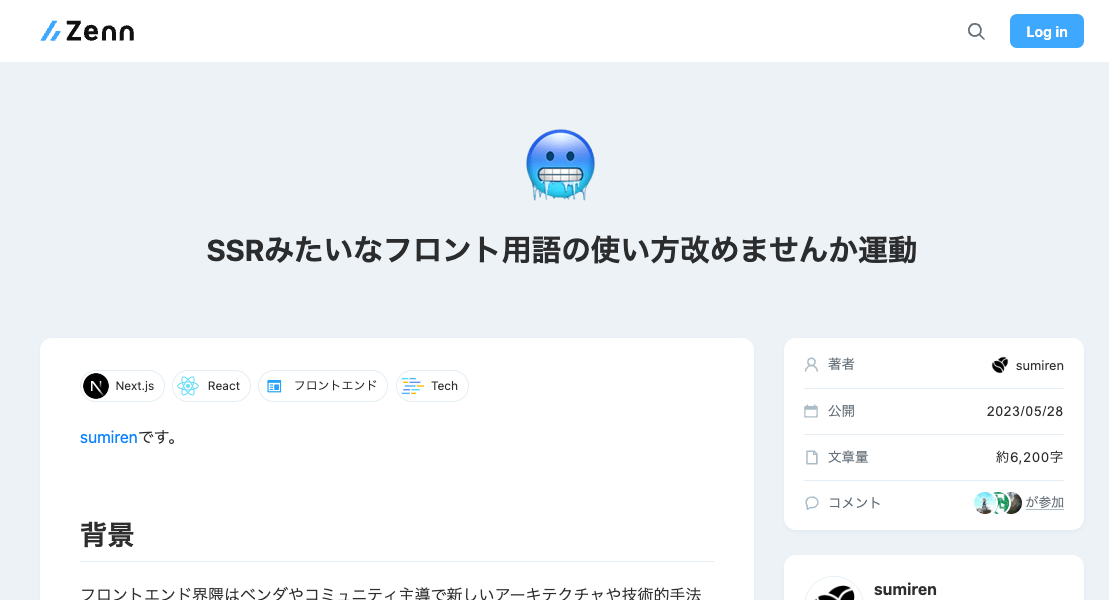 Zenn
Log in
SSRみたいなフロント用語の使い方改めませんか運動
Next.js
React
フロントエンド
Tech
sumirenです。
背景
フロントエンド界隈はベンダやコミュニティ主導で新しいアーキテクチャや技術的手法
著者
sumiren
公開
2023/05/28
文章量
約6,200字
コメント
が参加
sumiren